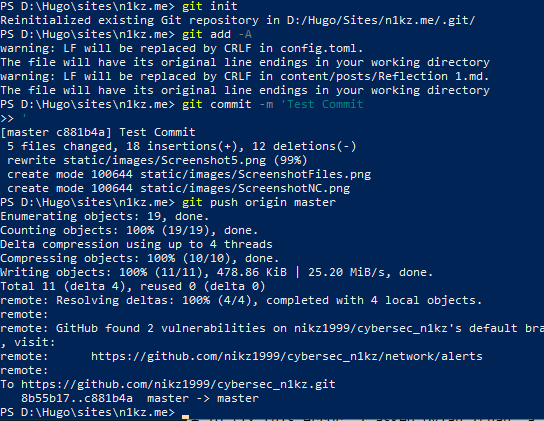 PS D:\Hugo\sites\n1kz.me> git init
Reinitialized existing Git repository in D:/Hugo/Sites/n1kz.me/.git/
PS D:\Hugo\sites\n1kz.me> git add -A
warning: LF will be replaced by CRLF in config.toml.
The file will have its original line endings in your working directory
warning: LF will be replaced by CRLF in content/posts/Reflection 1.md.
The file will have its original line endings in your working directory
PS D:\Hugo\sites\n1kz.me> git commit -m 'Test Commit
>> '
[master c881b4a] Test Commit
 5 files changed, 18 insertions(+), 12 deletions(-)
 rewrite static/images/Screenshot5.png (99%)
 create mode 100644 static/images/ScreenshotFiles.png
 create mode 100644 static/images/ScreenshotNC.png
PS D:\Hugo\sites\n1kz.me> git push origin master
Enumerating objects: 19, done.
Counting objects: 100% (19/19), done.
Delta compression using up to 4 threads
Compressing objects: 100% (10/10), done.
Writing objects: 100% (11/11), 478.86 KiB | 25.20 MiB/s, done.
Total 11 (delta 4), reused 0 (delta 0)
remote: Resolving deltas: 100% (4/4), completed with 4 local objects.
remote:
remote: GitHub found 2 vulnerabilities on nikz1999/cybersec_n1kz's default bra
, visit:
remote:      https://github.com/nikz1999/cybersec_n1kz/network/alerts
remote:
To https://github.com/nikz1999/cybersec_n1kz.git
   8b55b17..c881b4a  master -> master
PS D:\Hugo\sites\n1kz.me>